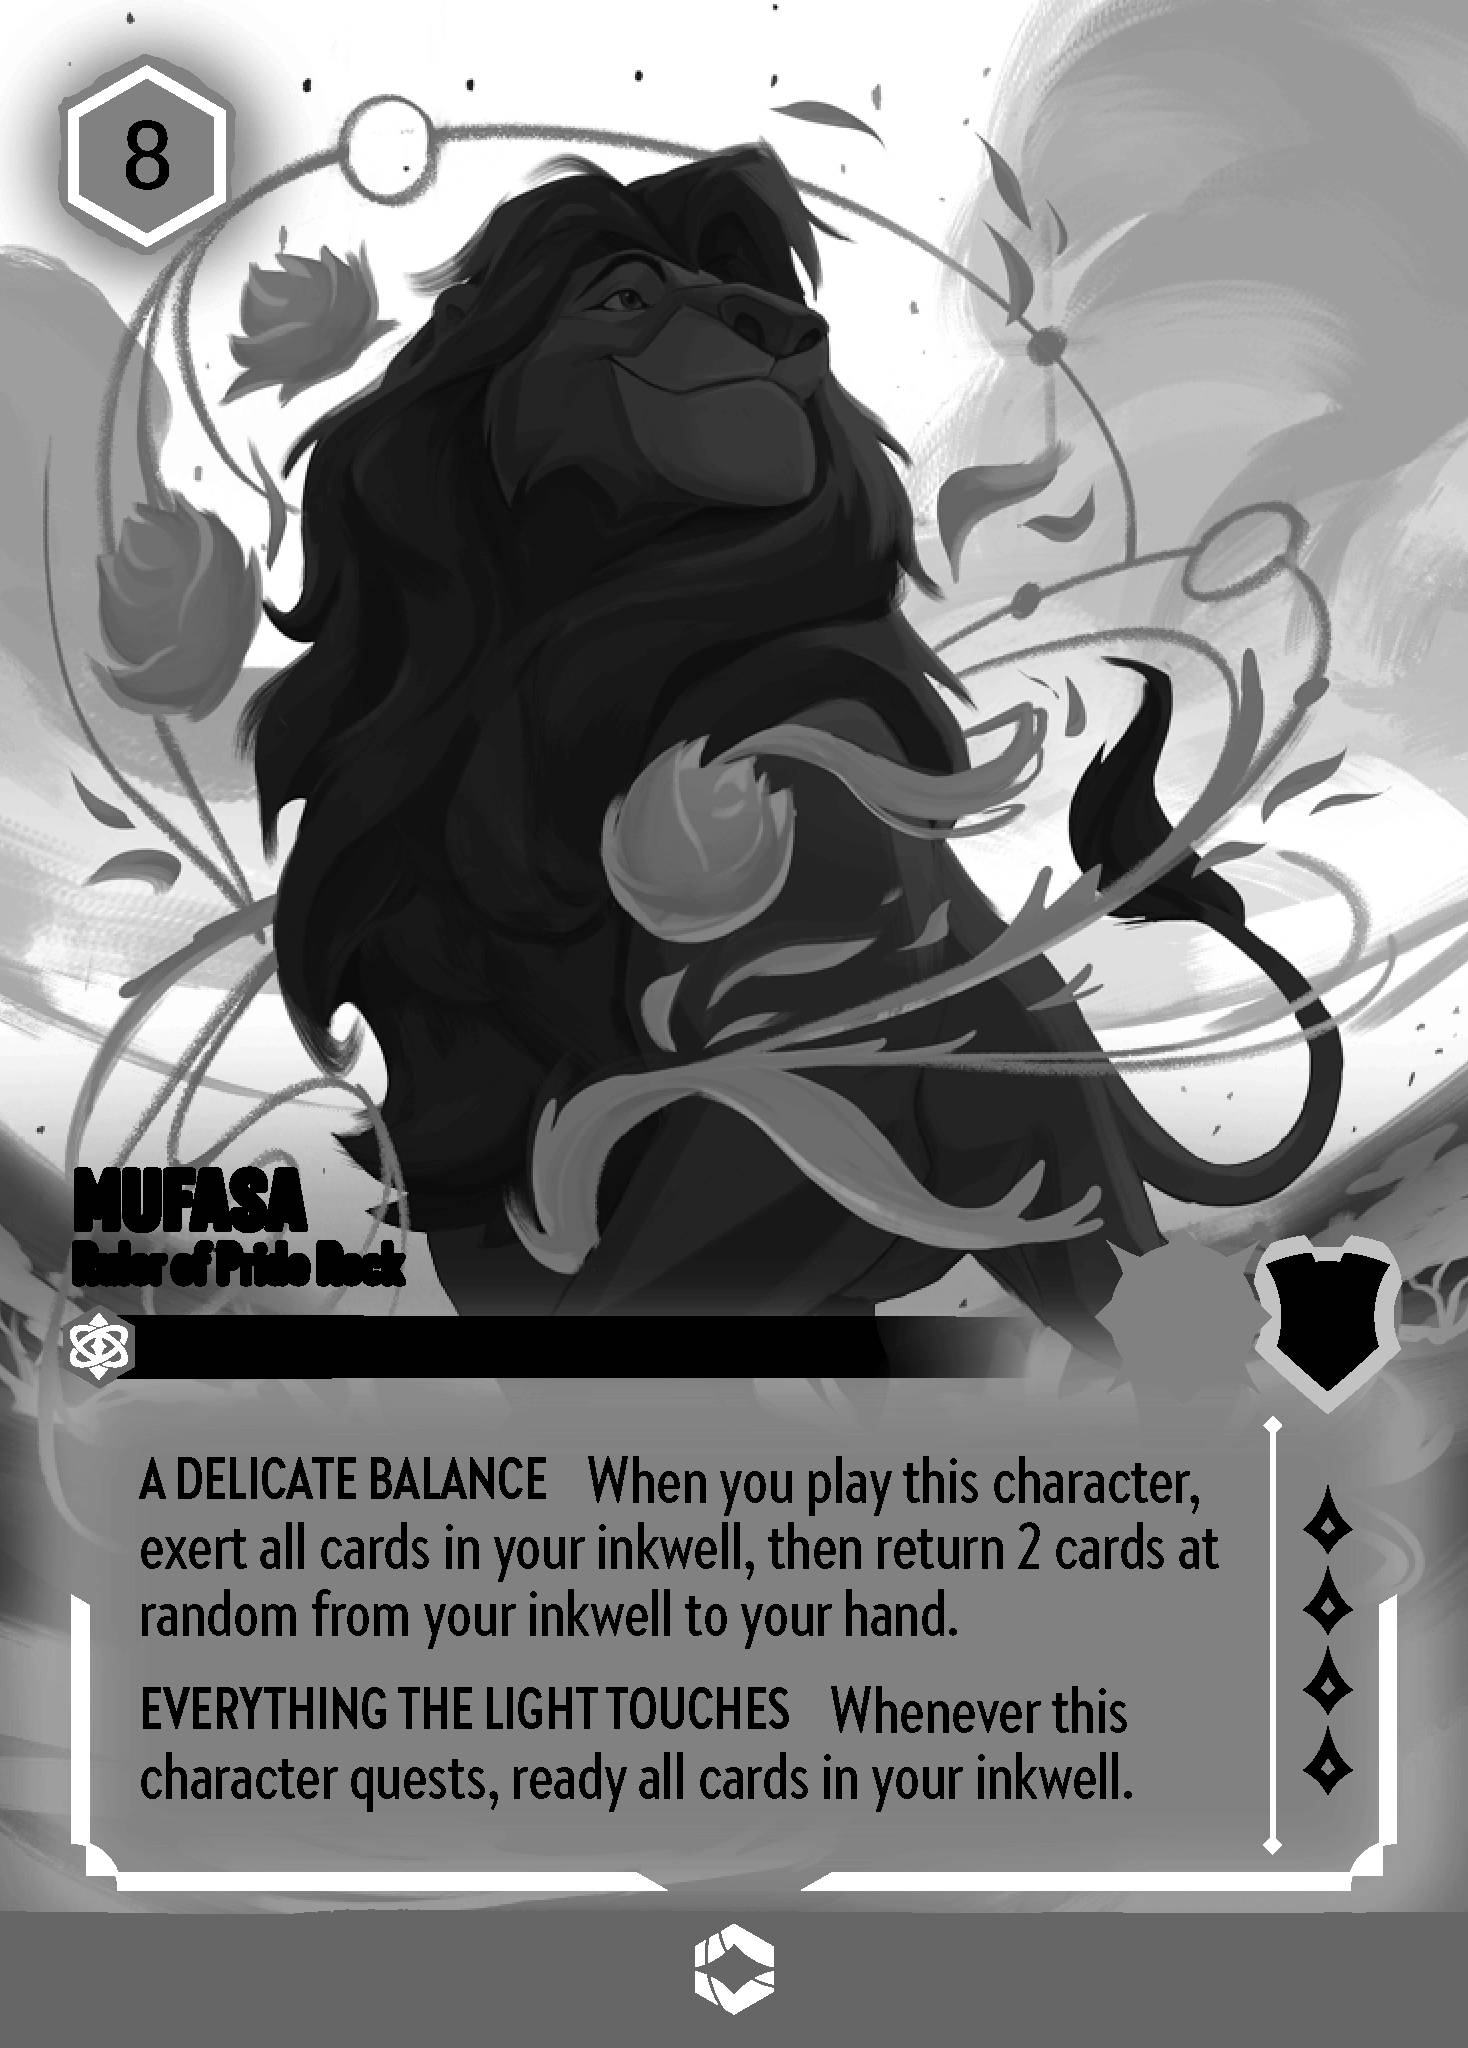 8
MUFASA
Ruler of Pride Rock
A DELICATE BALANCE When you play this character,
exert all cards in your inkwell, then return 2 cards at
random from your inkwell to your hand.
EVERYTHING THE LIGHT TOUCHES Whenever this
character quests, ready all cards in your inkwell.